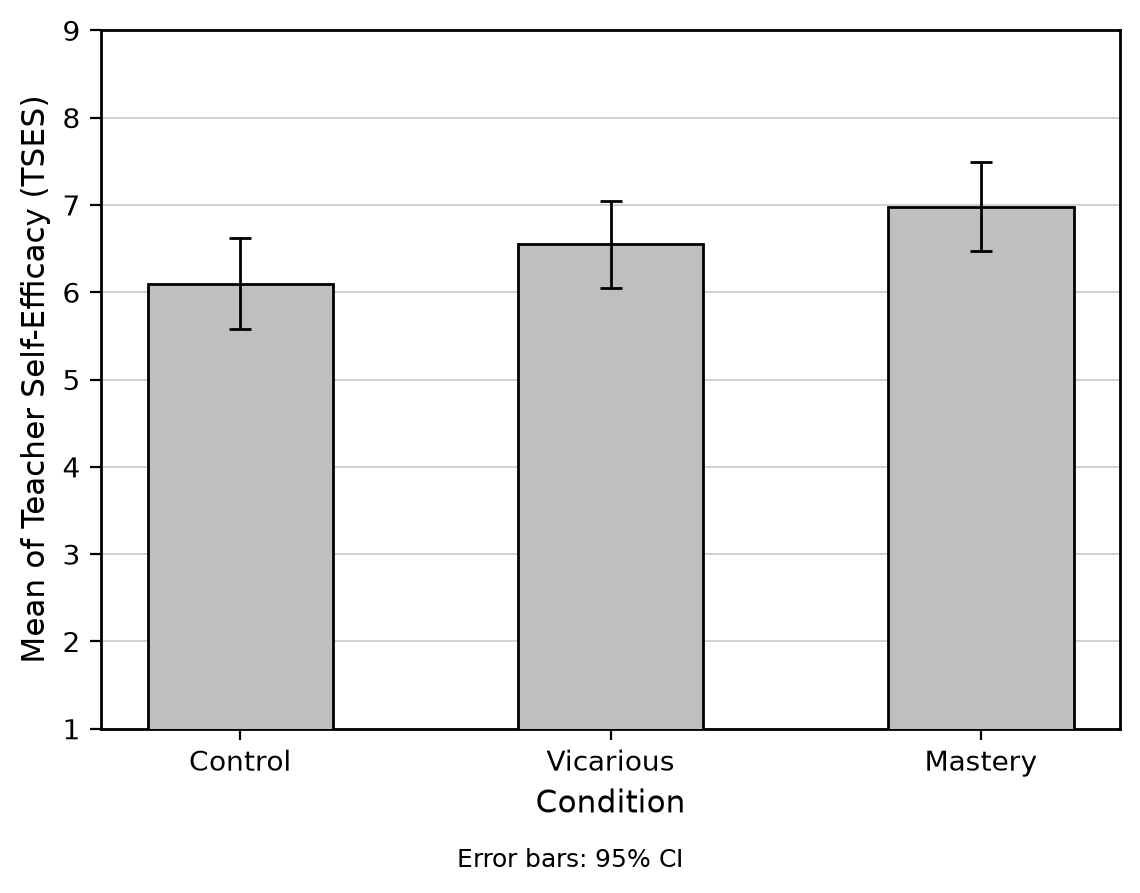 9
8
7
6
5
4
3
2
1
Mean of Teacher Self-Efficacy (TSES)
Control Vicarious Mastery
Condition
Error bars: 95% CI